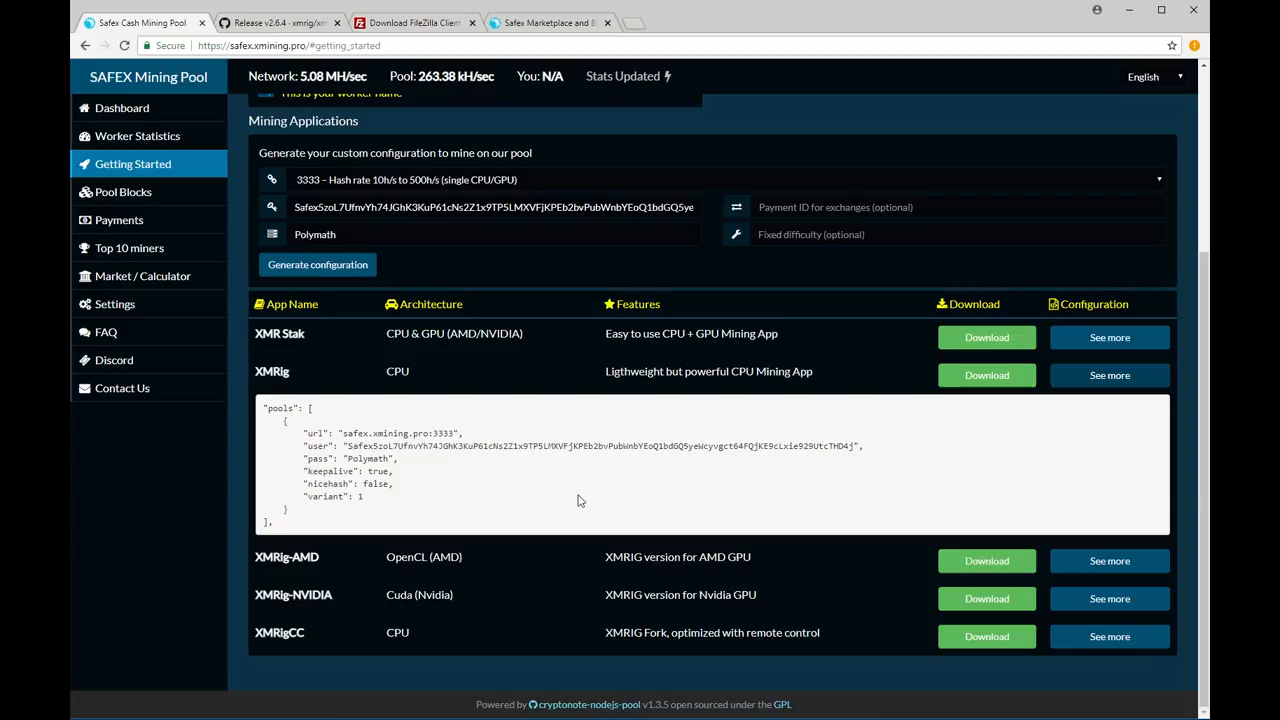 Safex Cash Mining Pool
Release v2.6.4 · xmrig/xm
Download FileZilla Client
Safex Marketplace and B
Secure
https://safex.xmining.pro/#getting_started
SAFEX Mining Pool
Network: 5.08 MH/sec
Pool: 263.38 kH/sec
You: N/A
Stats Updated
English
Dashboard
Worker Statistics
Getting Started
Pool Blocks
Payments
Top 10 miners
Market / Calculator
Settings
FAQ
Discord
Contact Us
This is your worker name
Mining Applications
Generate your custom configuration to mine on our pool
3333 – Hash rate 10h/s to 500h/s (single CPU/GPU)
Safex5zoL7UfnvYh74JGhK3KuP61cNs2Z1x9TP5LMXVFjKPEb2bvPubWnbYEoQ1bdGQ5ye
Payment ID for exchanges (optional)
Polymath
Fixed difficulty (optional)
Generate configuration
App Name Architecture Features Download Configuration
XMR Stak CPU & GPU (AMD/NVIDIA) Easy to use CPU + GPU Mining App Download See more
XMRig CPU Ligthweight but powerful CPU Mining App Download See more
"pools": [
{
"url": "safex.xmining.pro:3333",
"user": "Safex5zoL7UfnvYh74JGhK3KuP61cNs2Z1x9TP5LMXVFjKPEb2bvPubWnbYEoQ1bdGQ5yeWcyvgct64FQjKE9cLxie929UtcTHD4j",
"pass": "Polymath",
"keepalive": true,
"nicehash": false,
"variant": 1
}
],
XMRig-AMD OpenCL (AMD) XMRIG version for AMD GPU Download See more
XMRig-NVIDIA Cuda (Nvidia) XMRIG version for Nvidia GPU Download See more
XMRigCC CPU XMRIG Fork, optimized with remote control Download See more
Powered by cryptonote-nodejs-pool v1.3.5 open sourced under the GPL